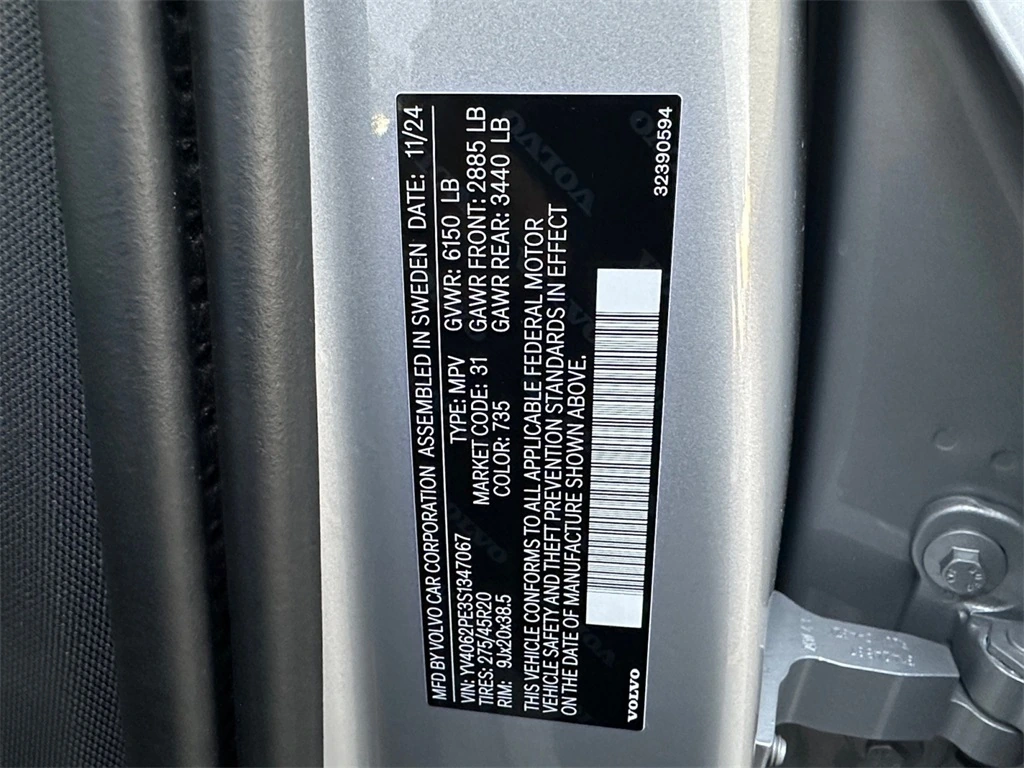 MFD BY VOLVO CAR CORPORATION ASSEMBLED IN SWEDEN DATE: 11/24
VIN: YV4062PE3S1347067 TYPE: MPV GVWR: 6150 LB
TIRES: 275/45R20 MARKET CODE: 31 GAWR FRONT: 2885 LB
RIM: 9Jx20x38.5 COLOR: 735 GAWR REAR: 3440 LB
THIS VEHICLE CONFORMS TO ALL APPLICABLE FEDERAL MOTOR
VEHICLE SAFETY AND THEFT PREVENTION STANDARDS IN EFFECT
ON THE DATE OF MANUFACTURE SHOWN ABOVE.
VOLVO 32390594